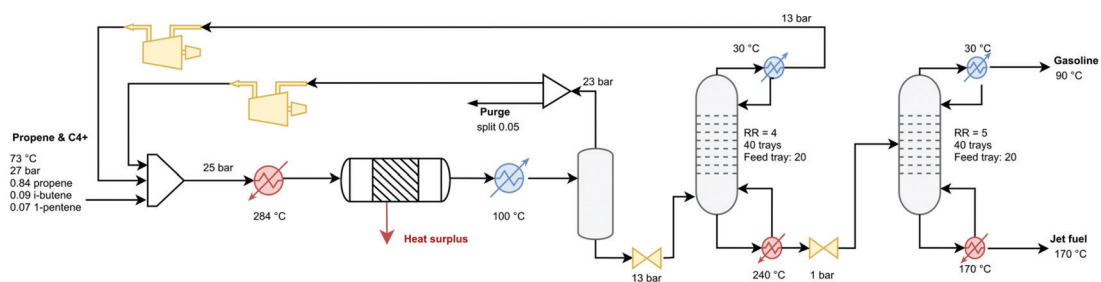 13 bar
30 °C
30 °C
Gasoline
90 °C
23 bar
Purge
split 0.05
Propene & C4+
73 °C
27 bar
0.84 propene
0.09 i-butene
0.07 1-pentene
25 bar
RR = 4
40 trays
Feed tray: 20
RR = 5
40 trays
Feed tray: 20
284 °C
100 °C
Heat surplus
13 bar
240 °C
1 bar
170 °C
Jet fuel
170 °C